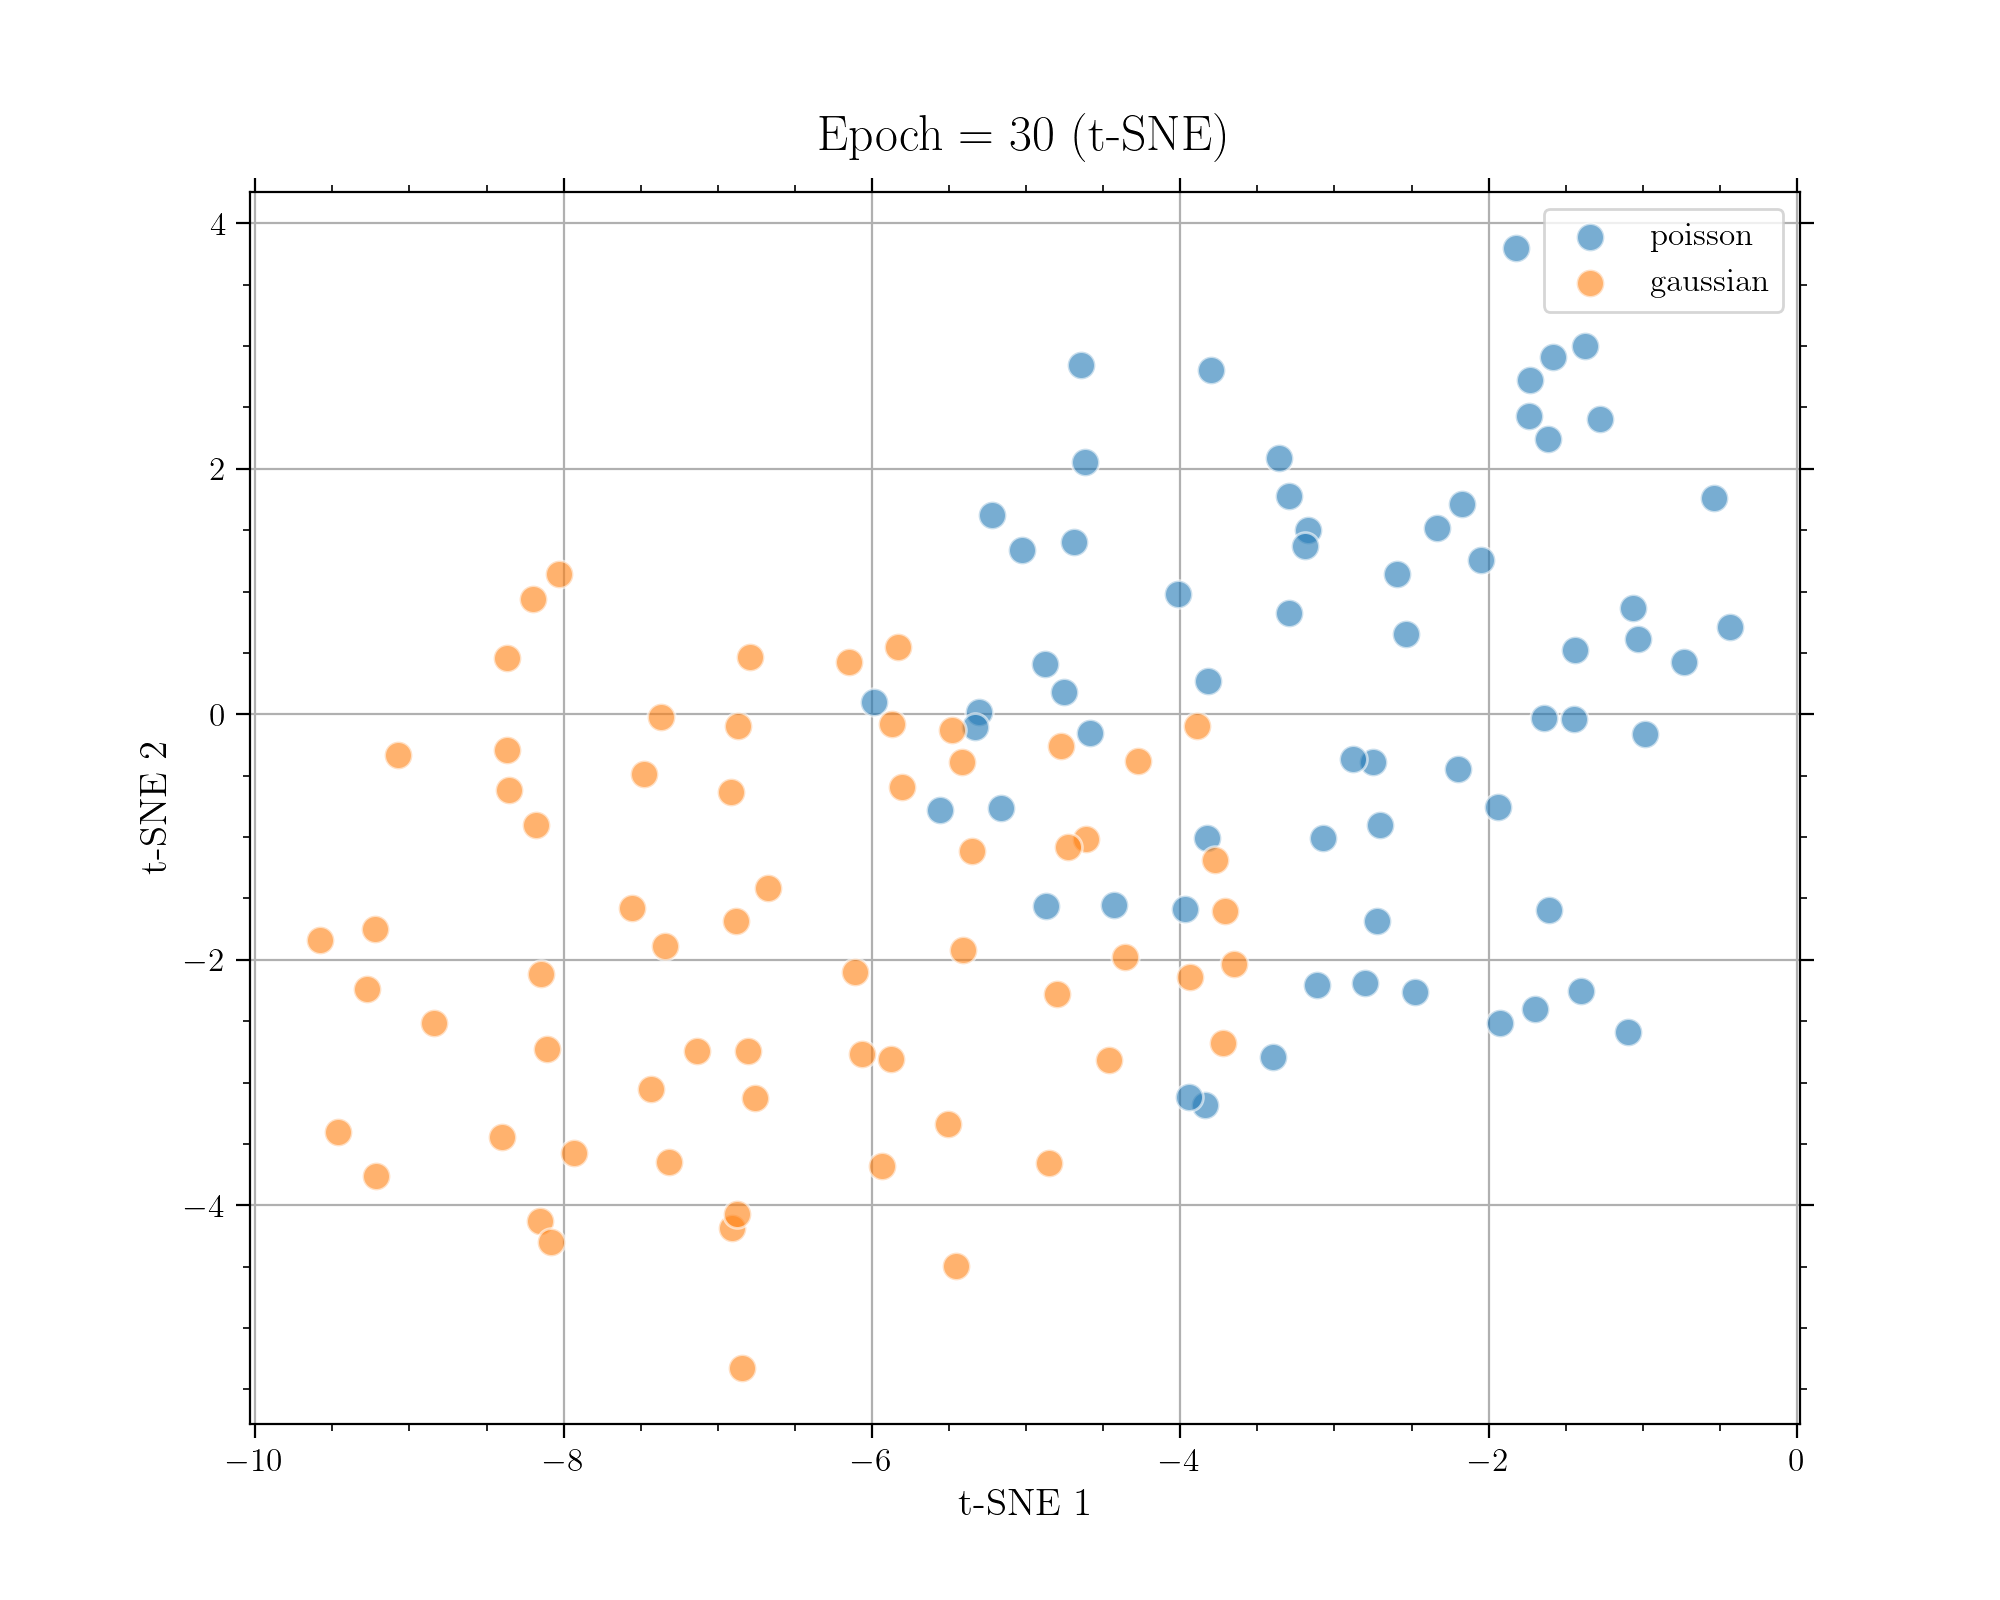 Epoch = 30 (t-SNE)
poisson
gaussian
4
2
0
−2
−4
t-SNE 2
−10 −8 −6 −4 −2 0
t-SNE 1